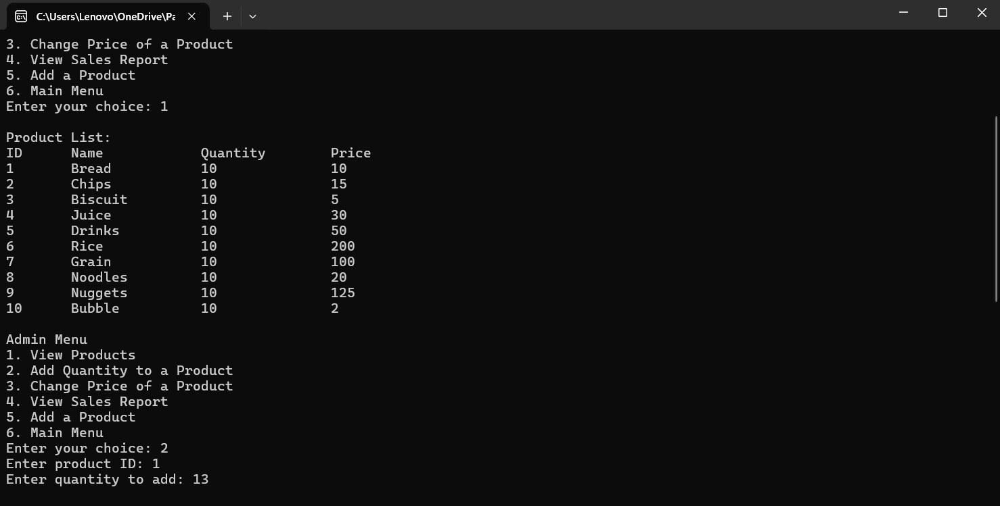 C:\Users\Lenovo\OneDrive\Pa
3. Change Price of a Product
4. View Sales Report
5. Add a Product
6. Main Menu
Enter your choice: 1
Product List:
ID Name Quantity Price
1 Bread 10 10
2 Chips 10 15
3 Biscuit 10 5
4 Juice 10 30
5 Drinks 10 50
6 Rice 10 200
7 Grain 10 100
8 Noodles 10 20
9 Nuggets 10 125
10 Bubble 10 2
Admin Menu
1. View Products
2. Add Quantity to a Product
3. Change Price of a Product
4. View Sales Report
5. Add a Product
6. Main Menu
Enter your choice: 2
Enter product ID: 1
Enter quantity to add: 13